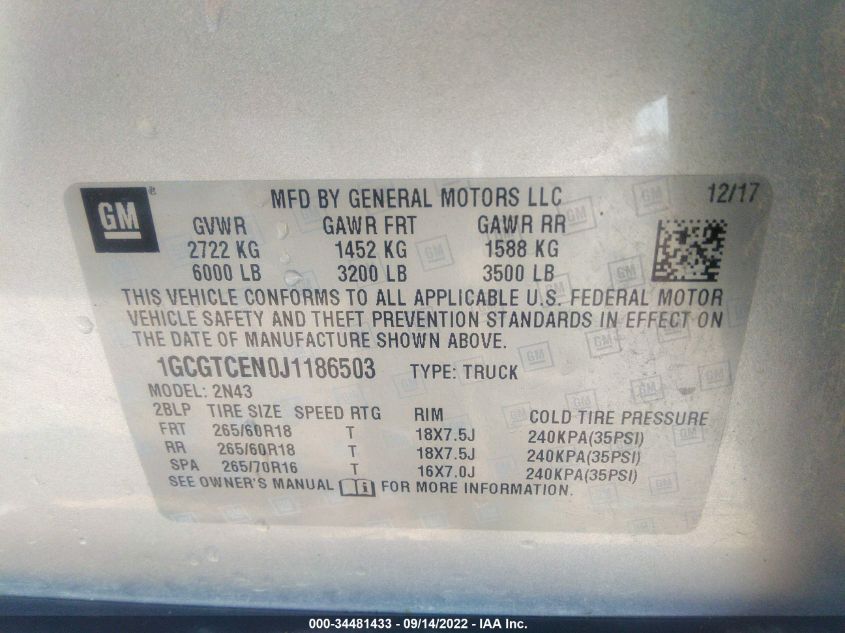 GM
MFD BY GENERAL MOTORS LLC 12/17
GVWR GAWR FRT GAWR RR
2722 KG 1452 KG 1588 KG
6000 LB 3200 LB 3500 LB
THIS VEHICLE CONFORMS TO ALL APPLICABLE U.S. FEDERAL MOTOR
VEHICLE SAFETY AND THEFT PREVENTION STANDARDS IN EFFECT ON
THE DATE OF MANUFACTURE SHOWN ABOVE.
1GCGTCEN0J1186503 TYPE: TRUCK
MODEL: 2N43
2BLP TIRE SIZE SPEED RTG RIM COLD TIRE PRESSURE
FRT 265/60R18 T 18X7.5J 240KPA(35PSI)
RR 265/60R18 T 18X7.5J 240KPA(35PSI)
SPA 265/70R16 T 16X7.0J 240KPA(35PSI)
SEE OWNER'S MANUAL FOR MORE INFORMATION.
000-34481433 - 09/14/2022 - IAA Inc.